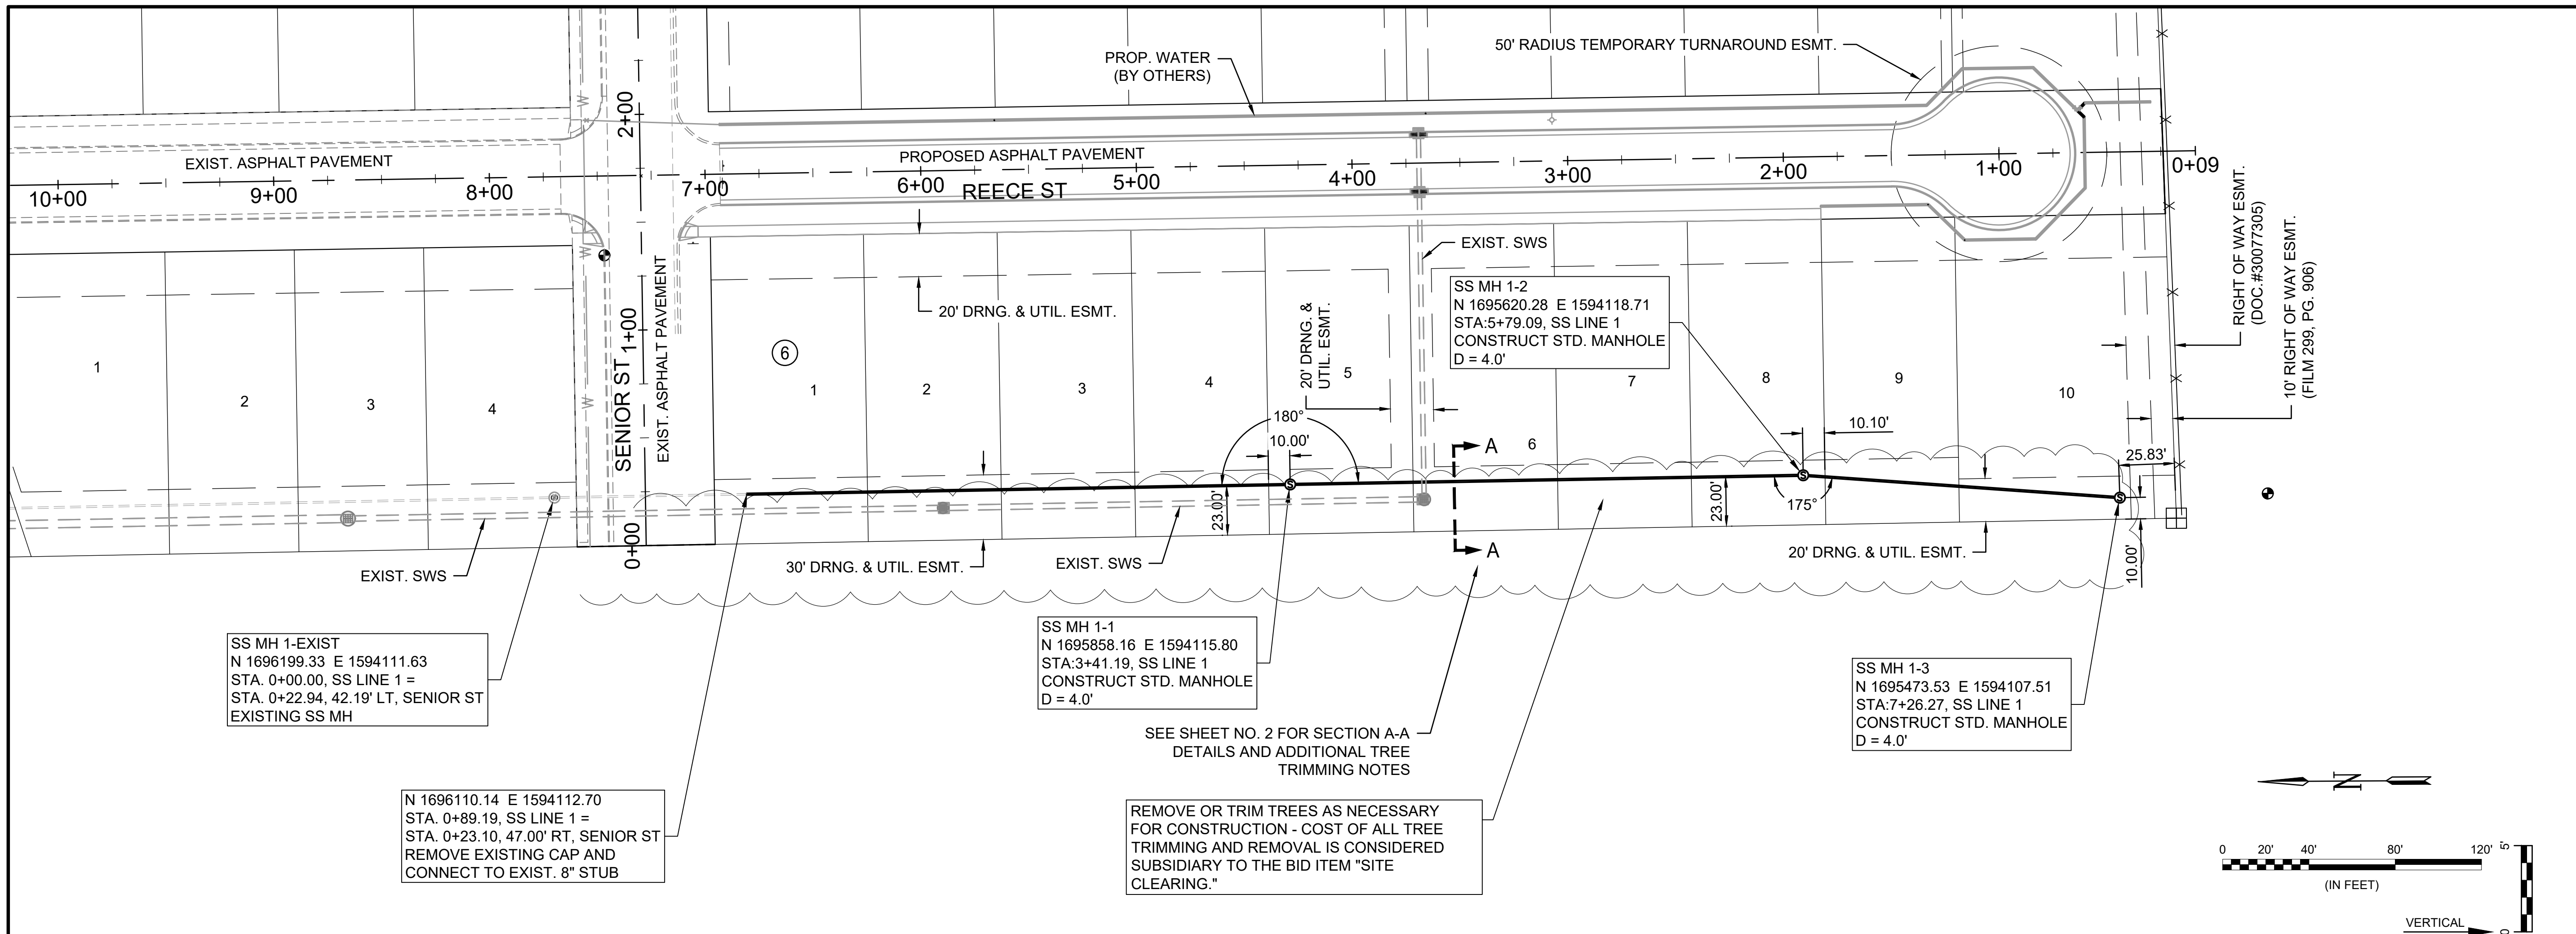 PROP. WATER
(BY OTHERS)
50' RADIUS TEMPORARY TURNAROUND ESMT.
2+00
EXIST. ASPHALT PAVEMENT
PROPOSED ASPHALT PAVEMENT
10+00
9+00
8+00
7+00
6+00
5+00
4+00
3+00
2+00
1+00
0+09
REECE ST
RIGHT OF WAY ESMT.
(DOC.#30077305)
10' RIGHT OF WAY ESMT.
(FILM 299, PG. 906)
W
W
W
EXIST. SWS
20' DRNG. & UTIL. ESMT.
20' DRNG. &
UTIL. ESMT.
SENIOR ST
1+00
0+00
EXIST. ASPHALT PAVEMENT
SS MH 1-2
N 1695620.28 E 1594118.71
STA:5+79.09, SS LINE 1
CONSTRUCT STD. MANHOLE
D = 4.0'
6
1
2
3
4
1
2
3
4
5
6
7
8
9
10
180°
10.00'
23.00'
A
A
10.10'
175°
23.00'
25.83'
10.00'
S
S
S
S
EXIST. SWS
30' DRNG. & UTIL. ESMT.
EXIST. SWS
20' DRNG. & UTIL. ESMT.
SS MH 1-EXIST
N 1696199.33 E 1594111.63
STA. 0+00.00, SS LINE 1 =
STA. 0+22.94, 42.19' LT, SENIOR ST
EXISTING SS MH
SS MH 1-1
N 1695858.16 E 1594115.80
STA:3+41.19, SS LINE 1
CONSTRUCT STD. MANHOLE
D = 4.0'
SEE SHEET NO. 2 FOR SECTION A-A
DETAILS AND ADDITIONAL TREE
TRIMMING NOTES
SS MH 1-3
N 1695473.53 E 1594107.51
STA:7+26.27, SS LINE 1
CONSTRUCT STD. MANHOLE
D = 4.0'
N 1696110.14 E 1594112.70
STA. 0+89.19, SS LINE 1 =
STA. 0+23.10, 47.00' RT, SENIOR ST
REMOVE EXISTING CAP AND
CONNECT TO EXIST. 8" STUB
REMOVE OR TRIM TREES AS NECESSARY
FOR CONSTRUCTION - COST OF ALL TREE
TRIMMING AND REMOVAL IS CONSIDERED
SUBSIDIARY TO THE BID ITEM "SITE
CLEARING."
N
0 20' 40' 80' 120'
(IN FEET)
5'
0
VERTICAL